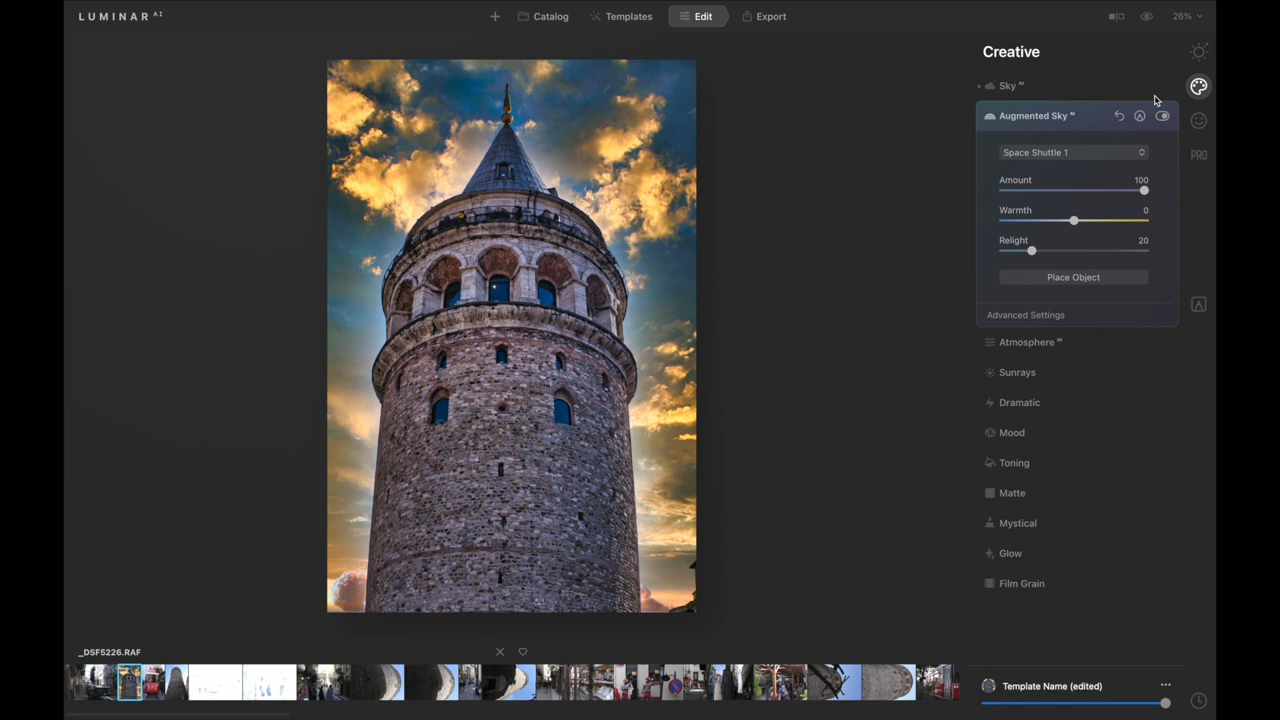 LUMINAR AI
Catalog
Templates
Edit
Export
26%
Creative
Sky AI
Augmented Sky AI
Space Shuttle 1
Amount 100
Warmth 0
Relight 20
Place Object
Advanced Settings
Atmosphere AI
Sunrays
Dramatic
Mood
Toning
Matte
Mystical
Glow
Film Grain
PRO
_DSF5226.RAF
Template Name (edited)